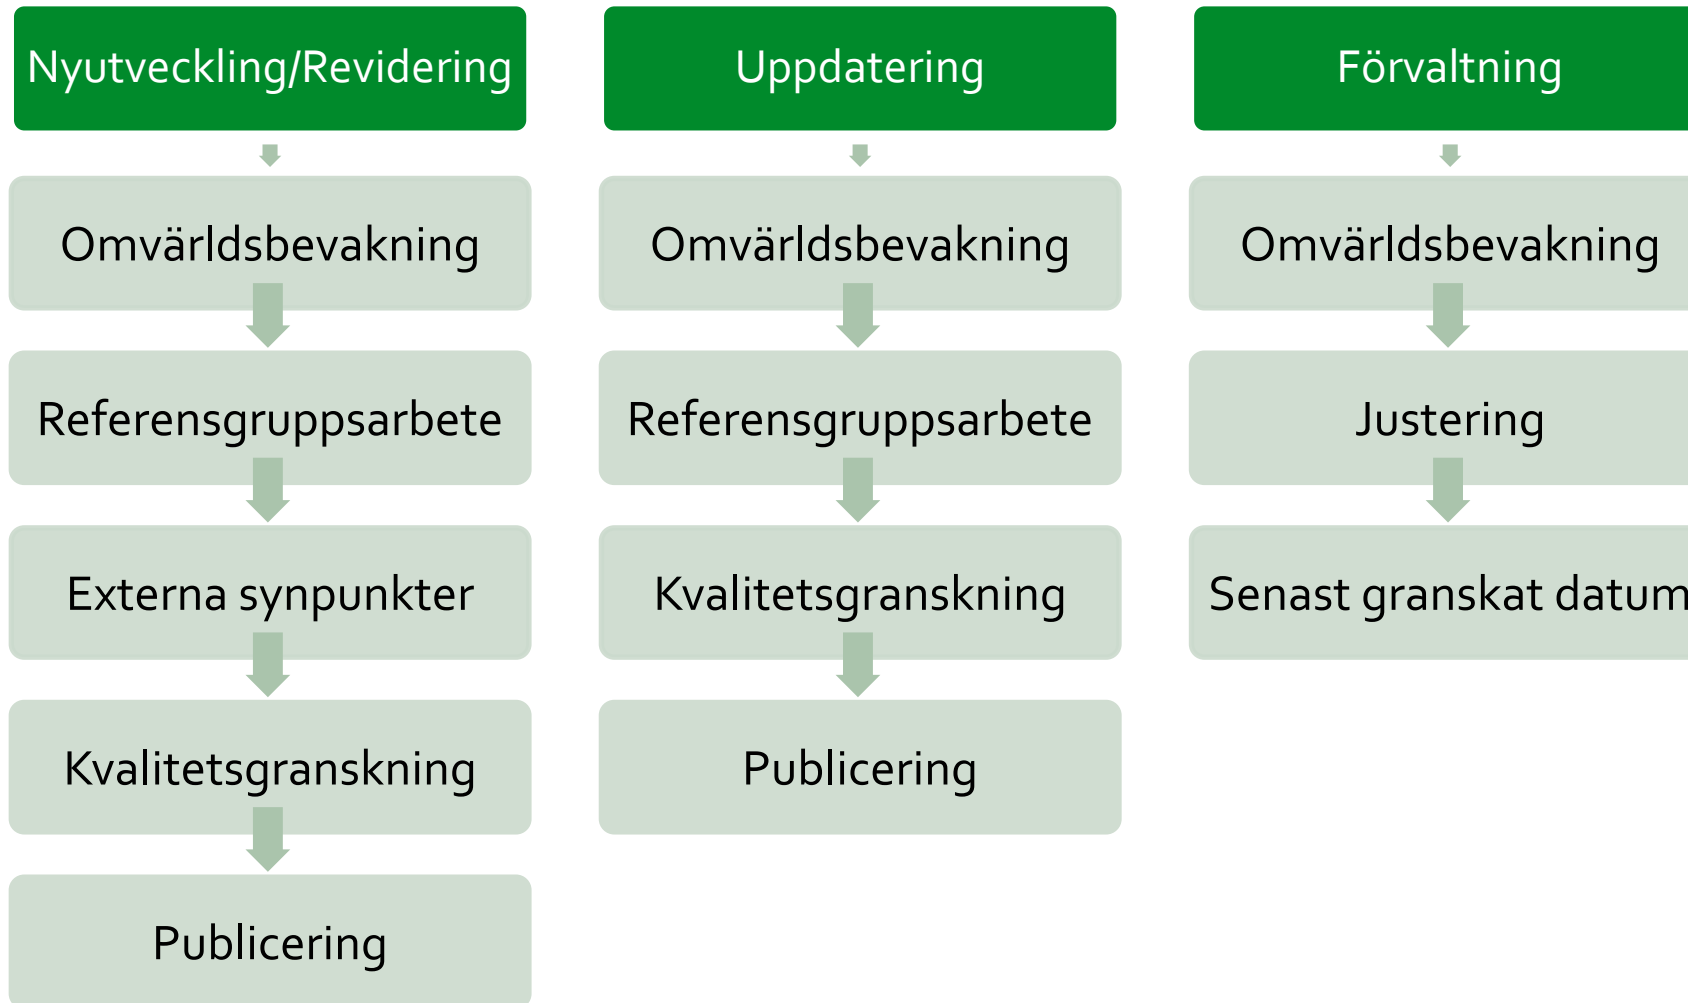 Nyutveckling/Revidering
Omvärldsbevakning
Referensgruppsarbete
Externa synpunkter
Kvalitetsgranskning
Publicering
Uppdatering
Omvärldsbevakning
Referensgruppsarbete
Kvalitetsgranskning
Publicering
Förvaltning
Omvärldsbevakning
Justering
Senast granskat datum